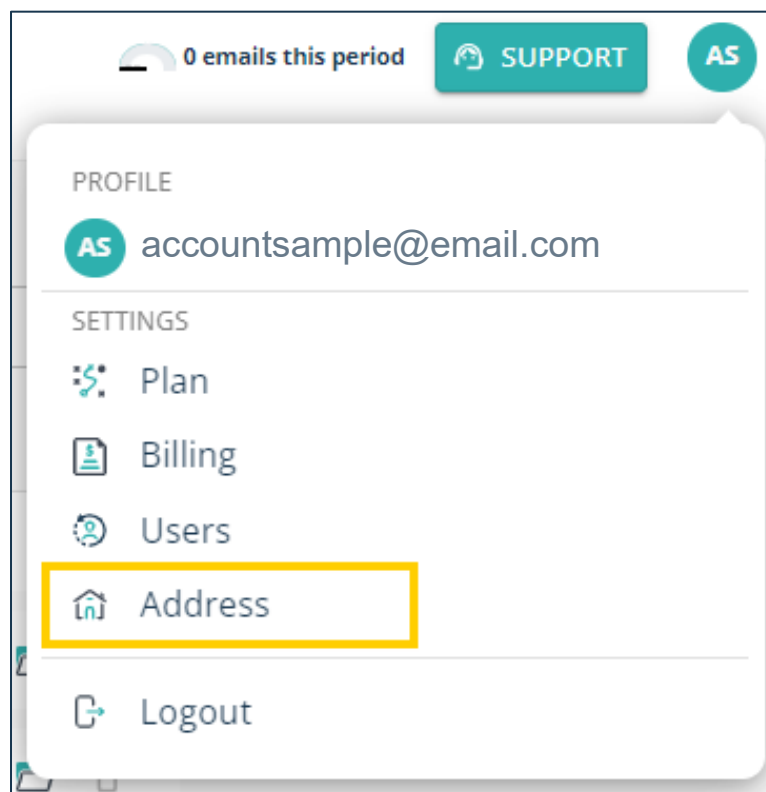 0 emails this period SUPPORT AS
PROFILE
AS accountsample@email.com
SETTINGS
Plan
$ Billing
Users
Address
Logout